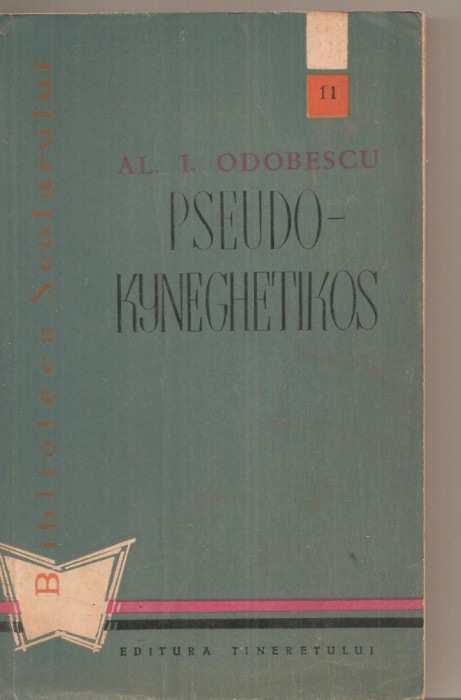 11
AL. I. ODOBESCU
PSEUDO-
KYNEGHETIKOS
Biblioteca Școlarului
EDITURA TINERETULUI